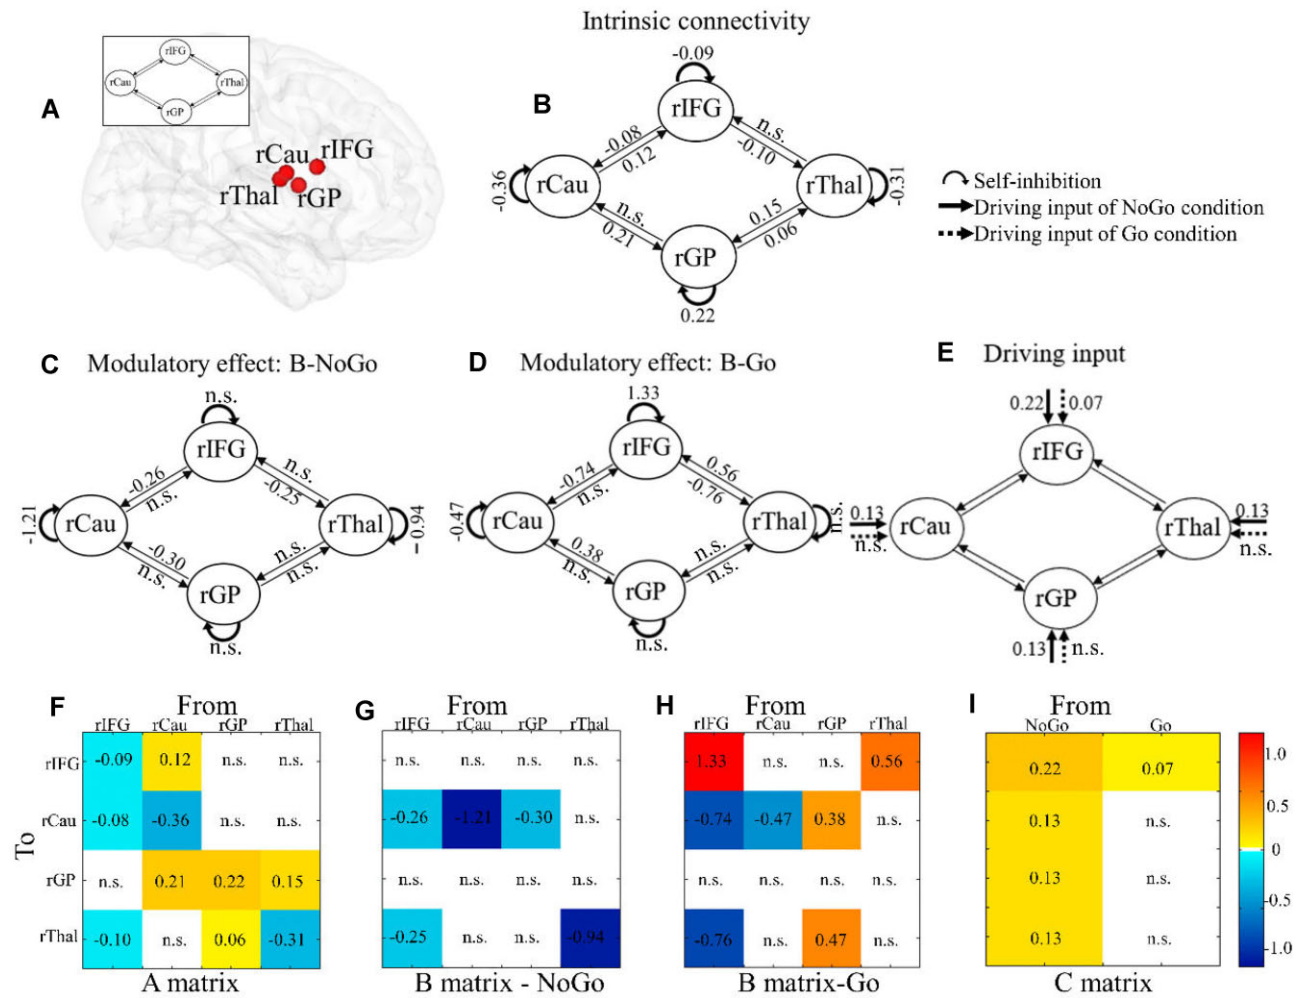 Intrinsic connectivity
A
rIFG
rCau
rThal
rGP
rCau
rIFG
rThal
rGP
B
-0.09
rIFG
-0.08
0.12
n.s.
-0.10
-0.36
rCau
rThal
-0.31
n.s.
0.21
0.15
0.06
rGP
0.22
Self-inhibition
Driving input of NoGo condition
Driving input of Go condition
C
Modulatory effect: B-NoGo
n.s.
rIFG
-0.26
n.s.
n.s.
-0.25
-1.21
rCau
rThal
-0.94
-0.30
n.s.
n.s.
n.s.
rGP
n.s.
D
Modulatory effect: B-Go
1.33
rIFG
-0.74
n.s.
0.56
-0.76
-0.47
rCau
rThal
n.s.
0.38
n.s.
n.s.
n.s.
rGP
n.s.
E
Driving input
0.22
0.07
rIFG
0.13
n.s.
rCau
rThal
0.13
n.s.
rGP
0.13
n.s.
F
From
rIFG rCau rGP rThal
To
rIFG -0.09 0.12 n.s. n.s.
rCau -0.08 -0.36 n.s. n.s.
rGP n.s. 0.21 0.22 0.15
rThal -0.10 n.s. 0.06 -0.31
A matrix
G
From
rIFG rCau rGP rThal
n.s. n.s. n.s. n.s.
-0.26 -1.21 -0.30 n.s.
n.s. n.s. n.s. n.s.
-0.25 n.s. n.s. -0.94
B matrix - NoGo
H
From
rIFG rCau rGP rThal
1.33 n.s. n.s. 0.56
-0.74 -0.47 0.38 n.s.
n.s. n.s. n.s. n.s.
-0.76 n.s. 0.47 n.s.
B matrix-Go
I
From
NoGo Go
0.22 0.07
0.13 n.s.
0.13 n.s.
0.13 n.s.
C matrix
1.0
0.5
0
-0.5
-1.0